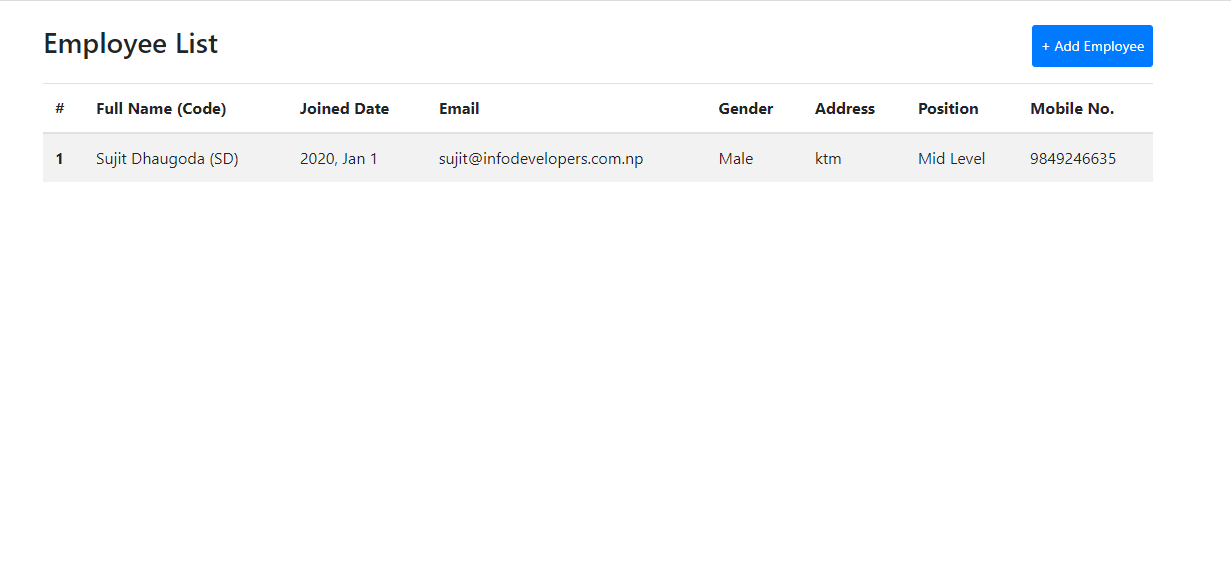 Employee List
+ Add Employee
# Full Name (Code) Joined Date Email Gender Address Position Mobile No.
1 Sujit Dhaugoda (SD) 2020, Jan 1 sujit@infodevelopers.com.np Male ktm Mid Level 9849246635